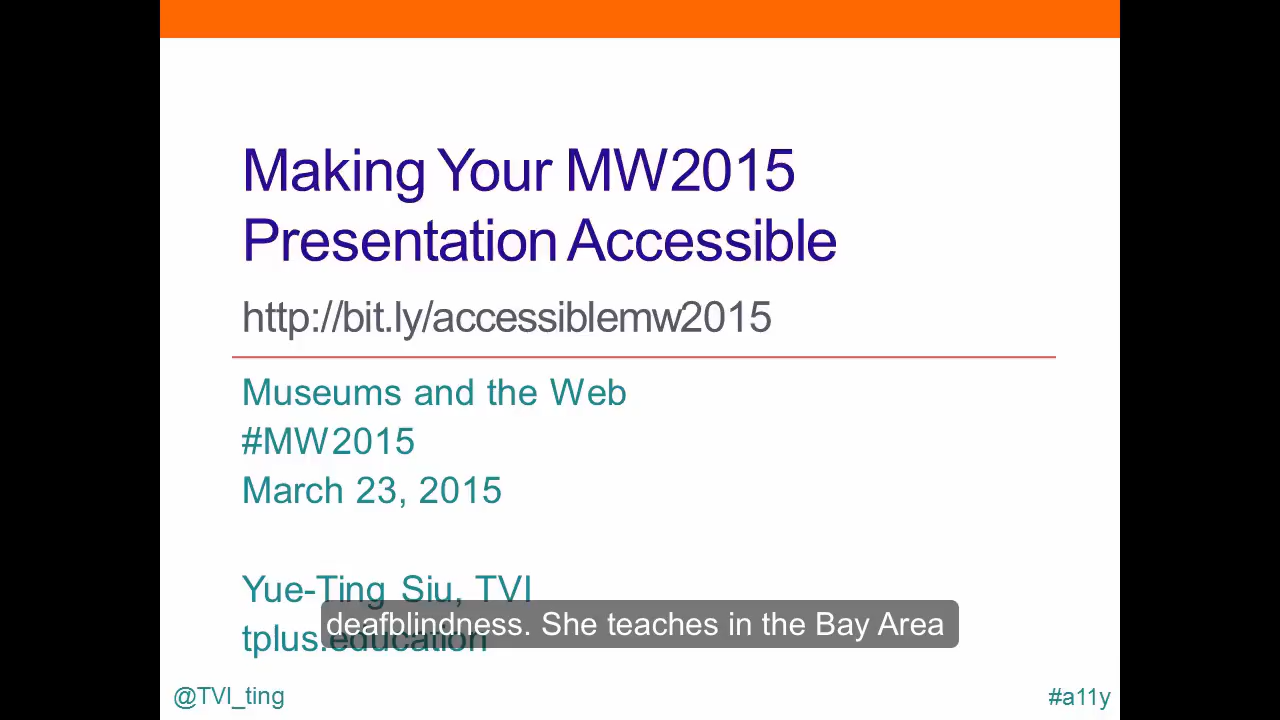 Making Your MW2015
Presentation Accessible
http://bit.ly/accessiblemw2015
Museums and the Web
#MW2015
March 23, 2015
Yue-Ting Siu, TVI
deafblindness. She teaches in the Bay Area
tplus.education
@TVI_ting
#a11y